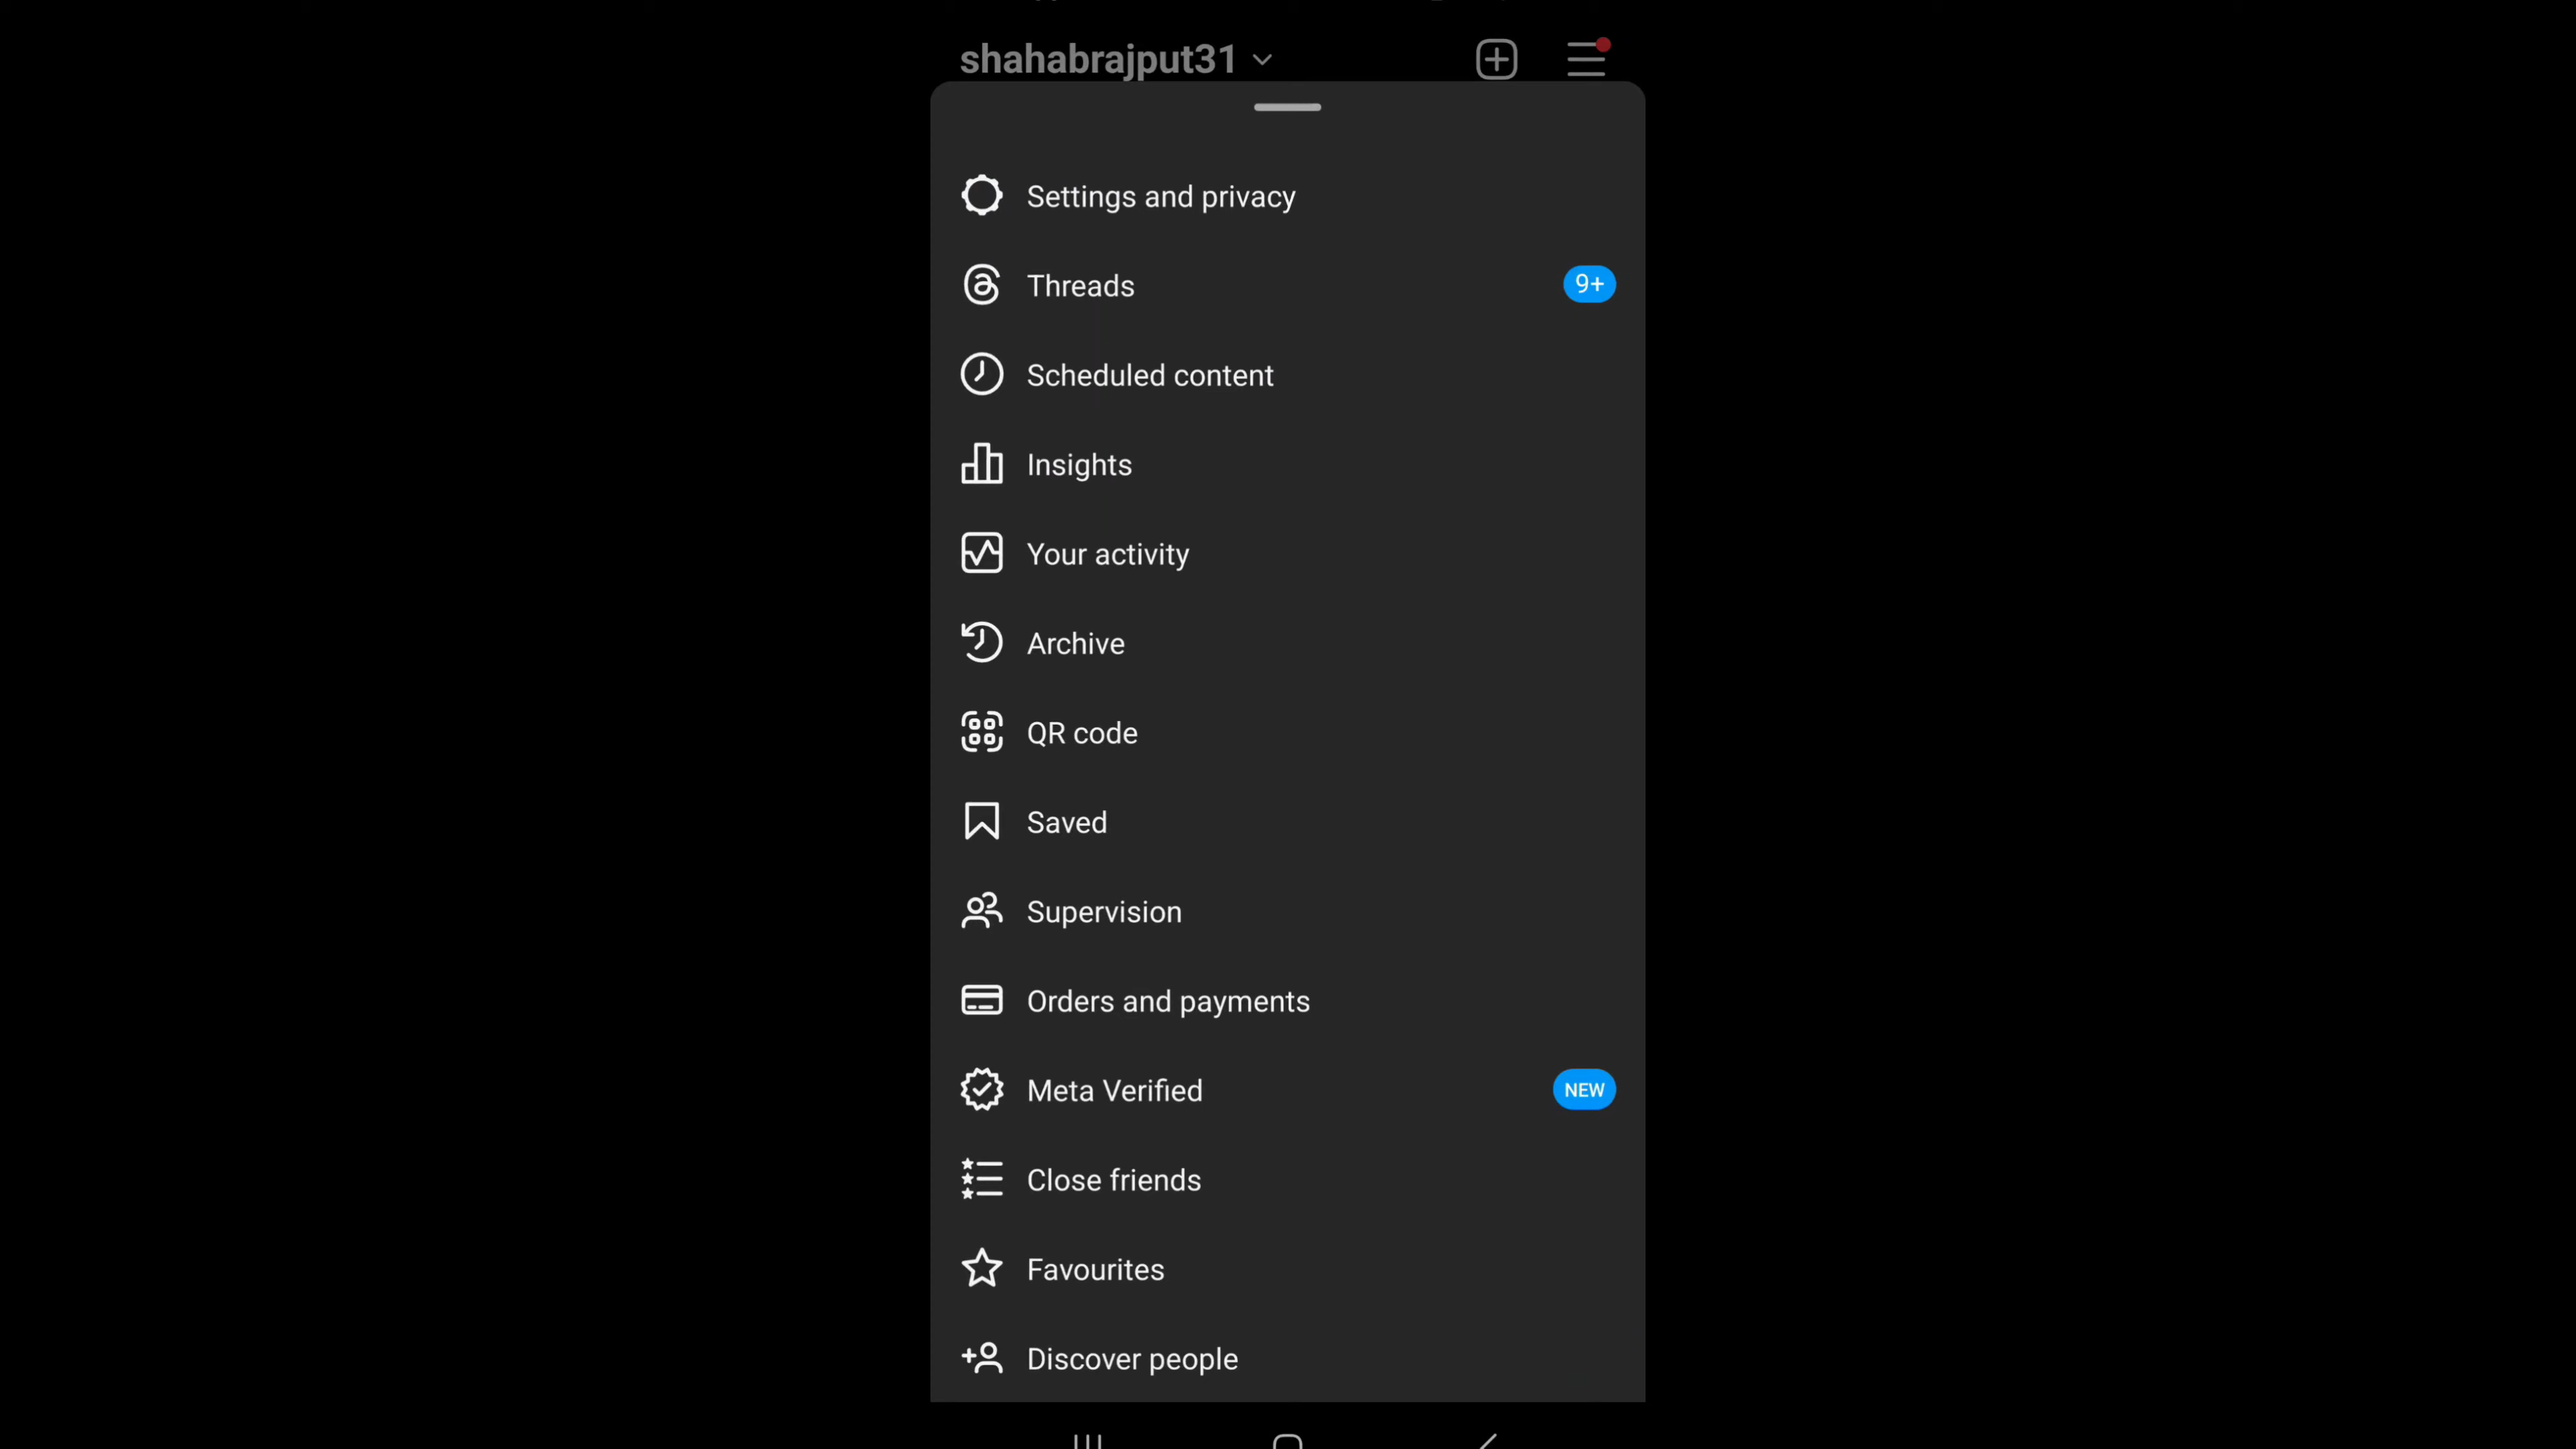 shahabrajput31
Settings and privacy
Threads 9+
Scheduled content
Insights
Your activity
Archive
QR code
Saved
Supervision
Orders and payments
Meta Verified NEW
Close friends
Favourites
Discover people